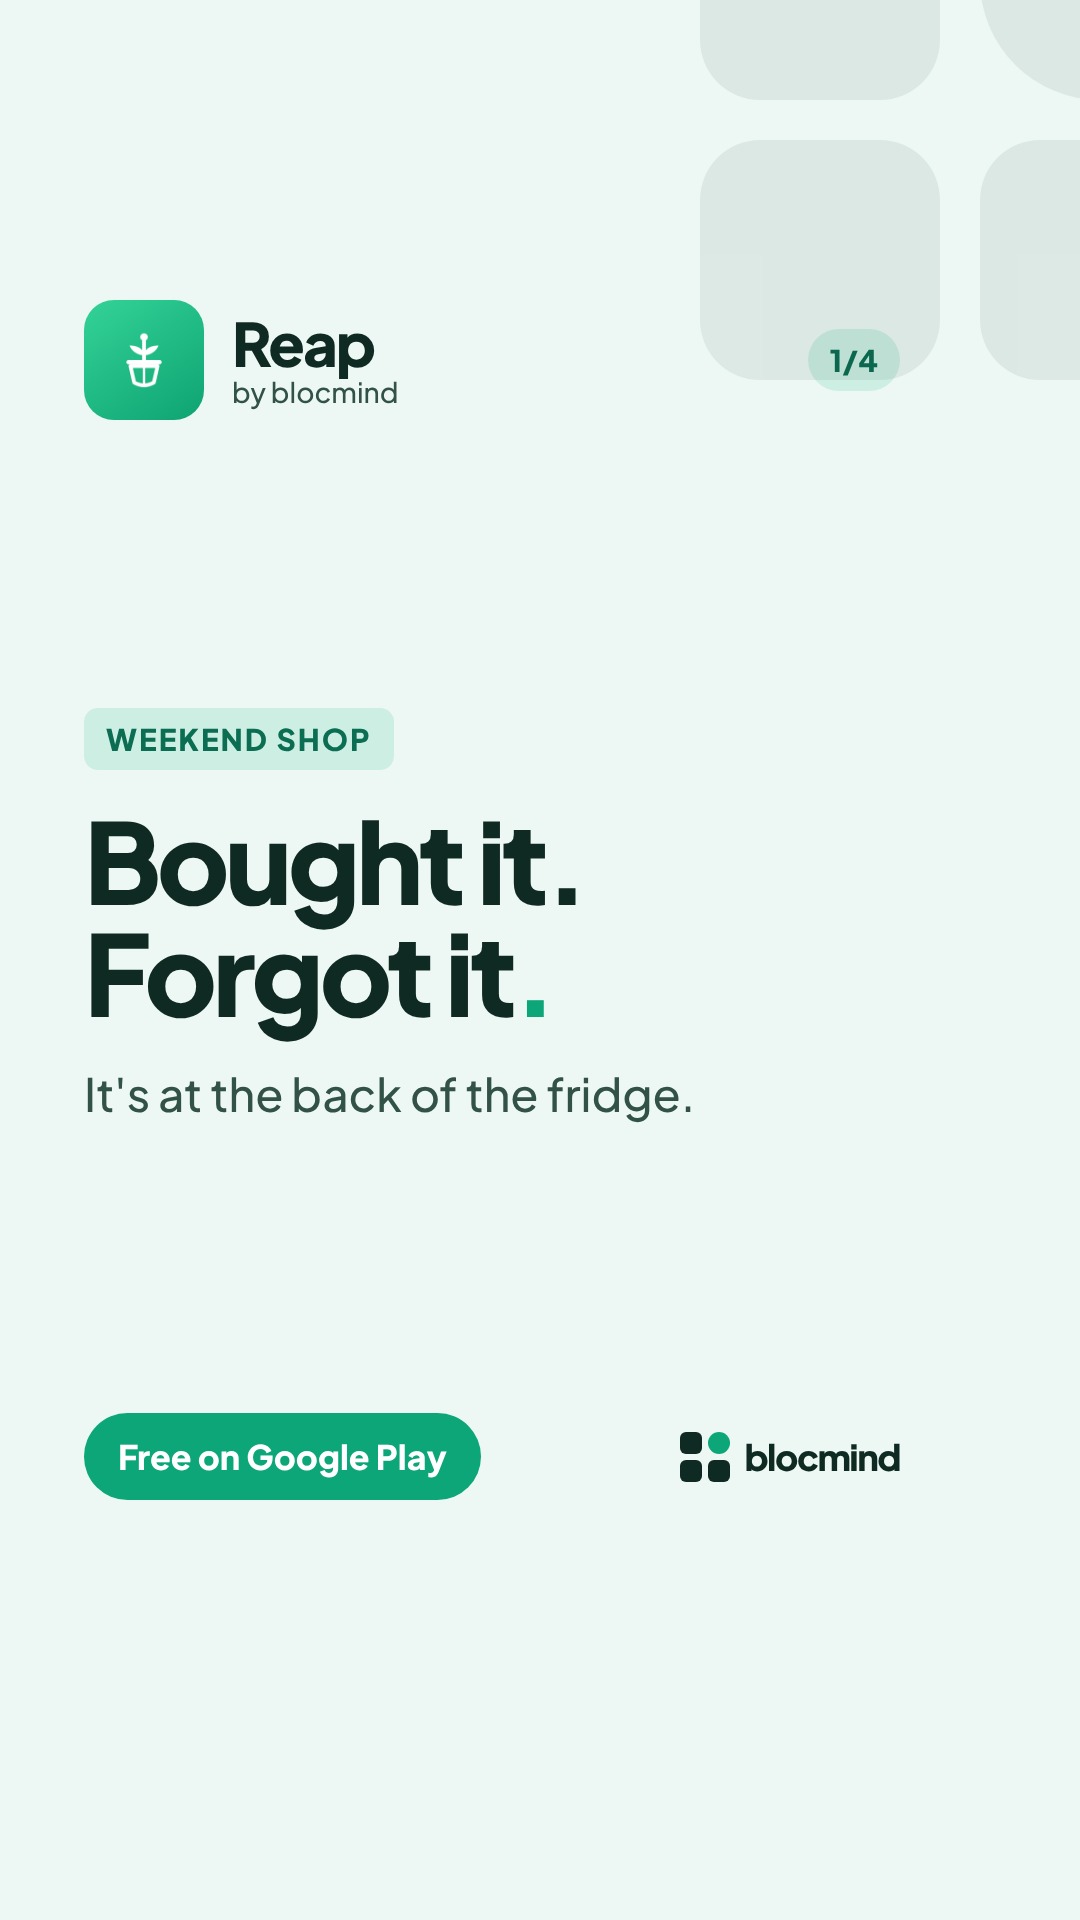 Reap
by blocmind
1/4
WEEKEND SHOP
Bought it.
Forgot it.
It's at the back of the fridge.
Free on Google Play
blocmind